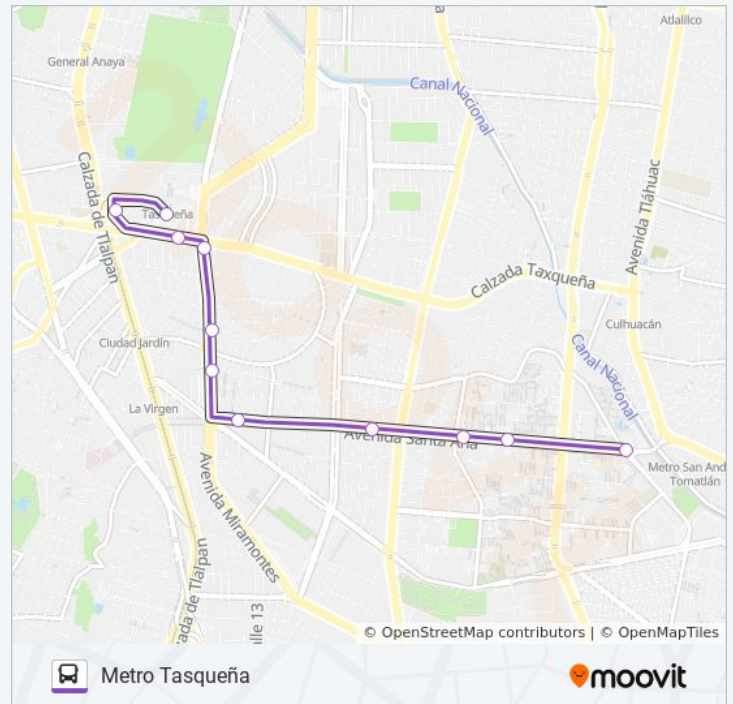 Atlalilco
General Anaya
Canal Nacional
Calzada de Tlalpan
Avenida Tláhuac
Tasqueña
Calzada Taxqueña
Culhuacán
Ciudad Jardín
Canal Nacional
La Virgen
Avenida Santa Ana
Metro San And
Tomatlán
Avenida Miramontes
zada de Tlalpan
alle 13
© OpenStreetMap contributors | © OpenMapTiles
Metro Tasqueña
moovit